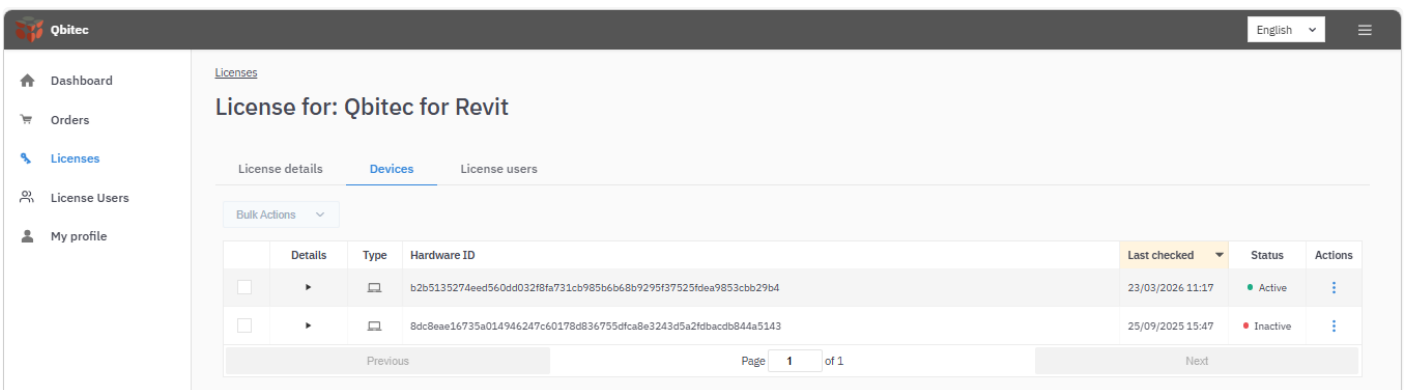 Qbitec
English
Dashboard
Orders
Licenses
License Users
My profile
Licenses
License for: Qbitec for Revit
License details Devices License users
Bulk Actions
Details Type Hardware ID Last checked Status Actions
b2b5135274eed560dd032f8fa731cb985b6b68b9295f37525fdea9853cbb29b4 23/03/2026 11:17 Active
8dc8eae16735a014946247c60178d836755dfca8e3243d5a2fdbacdb844a5143 25/09/2025 15:47 Inactive
Previous Page 1 of 1 Next